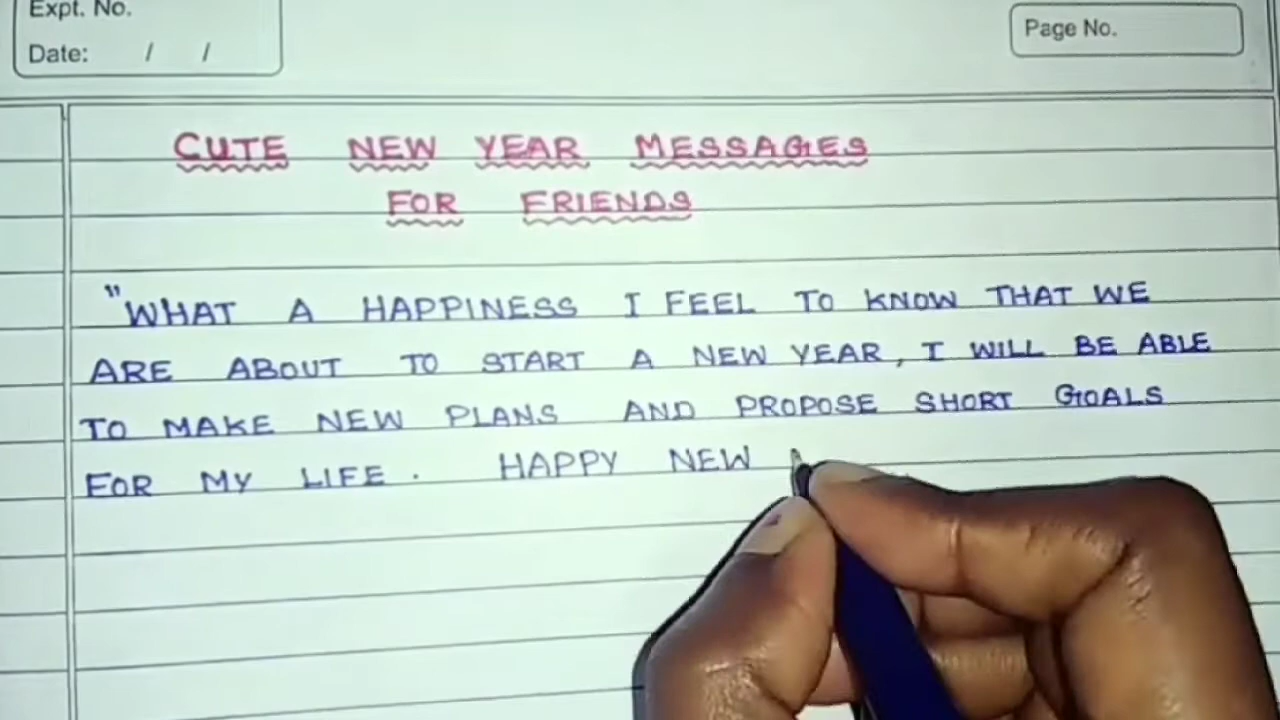 Expt. No.
Date: / /
Page No.
CUTE NEW YEAR MESSAGES
FOR FRIENDS
"WHAT A HAPPINESS I FEEL TO KNOW THAT WE
ARE ABOUT TO START A NEW YEAR, I WILL BE ABLE
TO MAKE NEW PLANS AND PROPOSE SHORT GOALS
FOR MY LIFE. HAPPY NEW